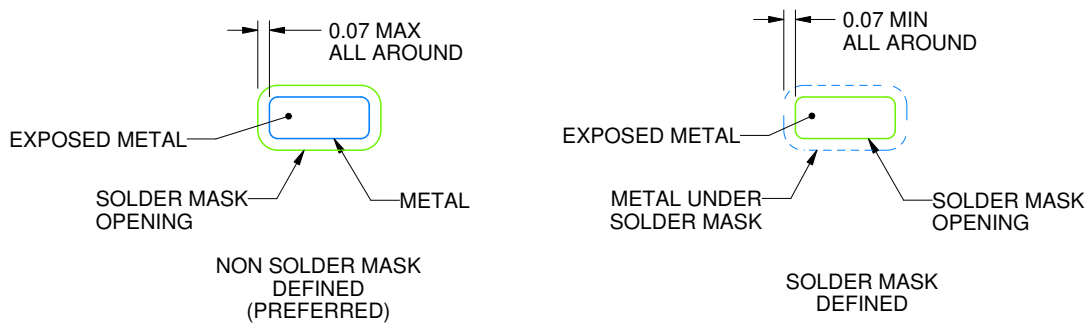 0.07 MAX
ALL AROUND
EXPOSED METAL
SOLDER MASK
OPENING
METAL
NON SOLDER MASK
DEFINED
(PREFERRED)
0.07 MIN
ALL AROUND
EXPOSED METAL
METAL UNDER
SOLDER MASK
SOLDER MASK
OPENING
SOLDER MASK
DEFINED